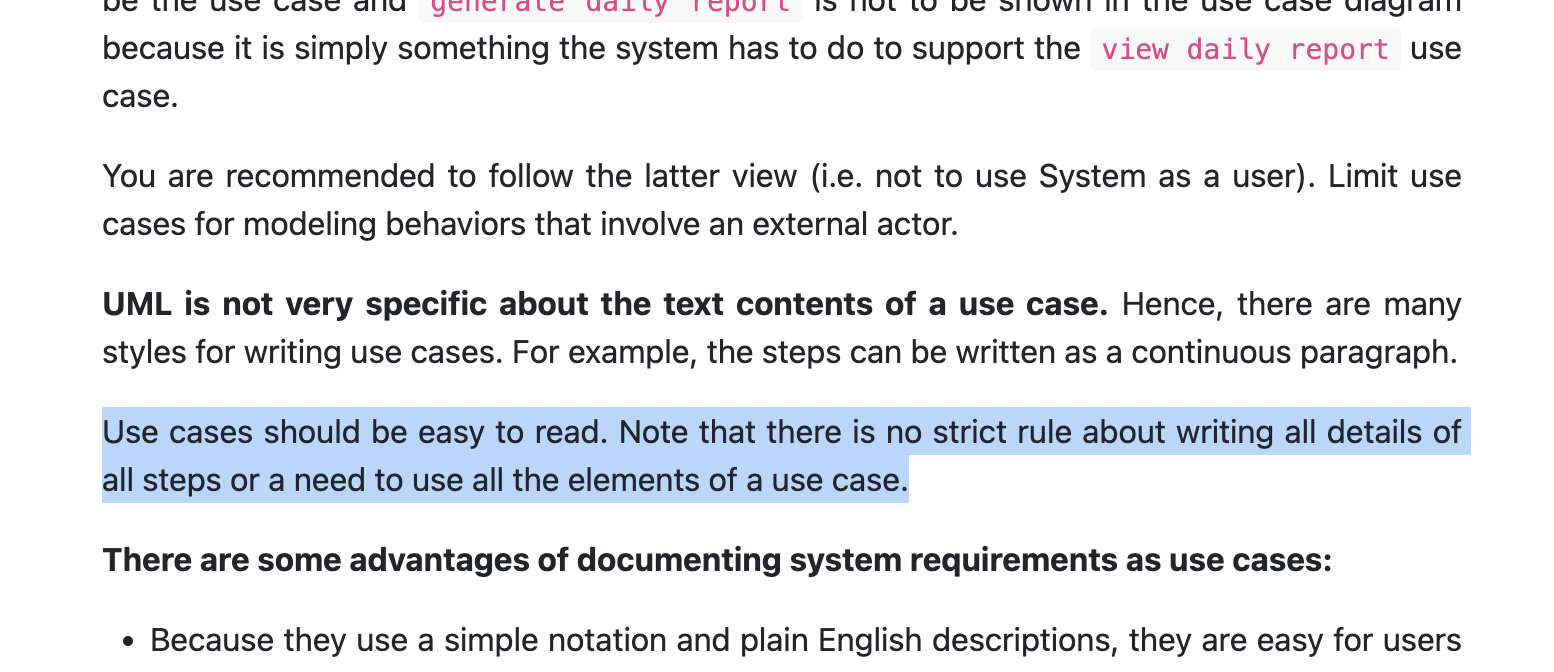 be the use case and generate daily report is not to be shown in the use case diagram
because it is simply something the system has to do to support the view daily report use
case.
You are recommended to follow the latter view (i.e. not to use System as a user). Limit use
cases for modeling behaviors that involve an external actor.
UML is not very specific about the text contents of a use case. Hence, there are many
styles for writing use cases. For example, the steps can be written as a continuous paragraph.
Use cases should be easy to read. Note that there is no strict rule about writing all details of
all steps or a need to use all the elements of a use case.
There are some advantages of documenting system requirements as use cases:
• Because they use a simple notation and plain English descriptions, they are easy for users